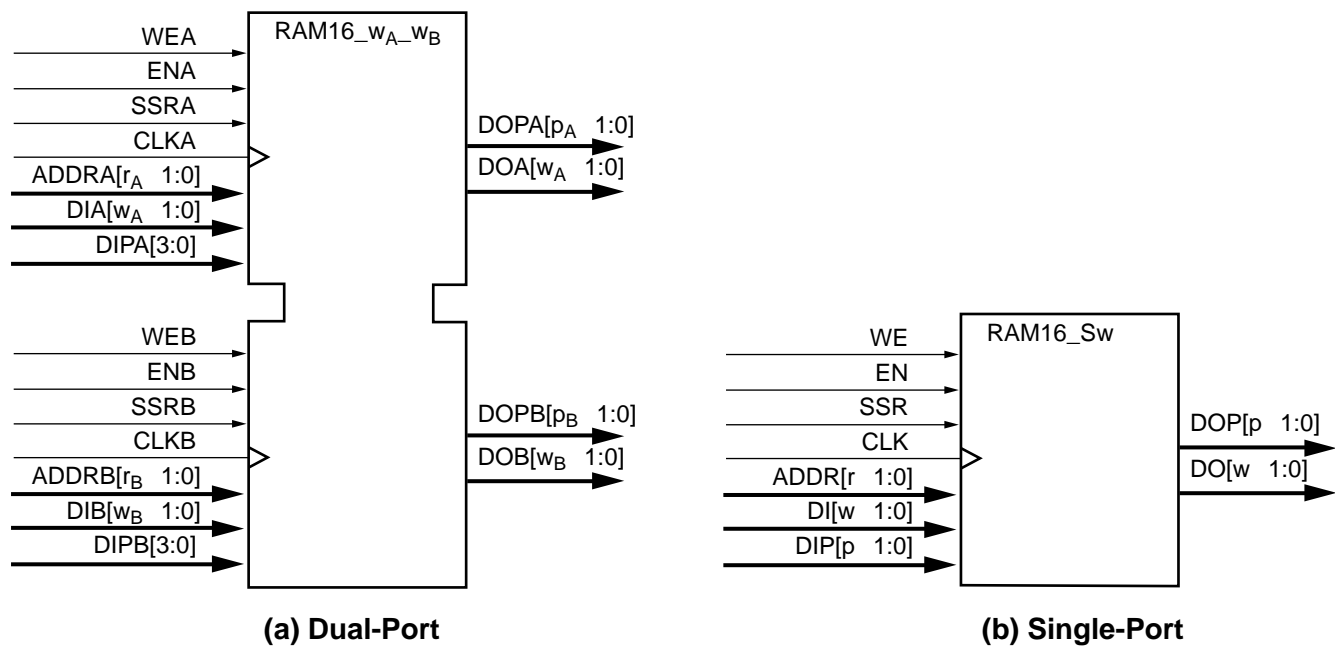 RAM16_wA_wB
WEA
ENA
SSRA
CLKA
ADDRA[rA 1:0]
DIA[wA 1:0]
DIPA[3:0]
DOPA[pA 1:0]
DOA[wA 1:0]
WEB
ENB
SSRB
CLKB
ADDRB[rB 1:0]
DIB[wB 1:0]
DIPB[3:0]
DOPB[pB 1:0]
DOB[wB 1:0]
(a) Dual-Port
RAM16_Sw
WE
EN
SSR
CLK
ADDR[r 1:0]
DI[w 1:0]
DIP[p 1:0]
DOP[p 1:0]
DO[w 1:0]
(b) Single-Port